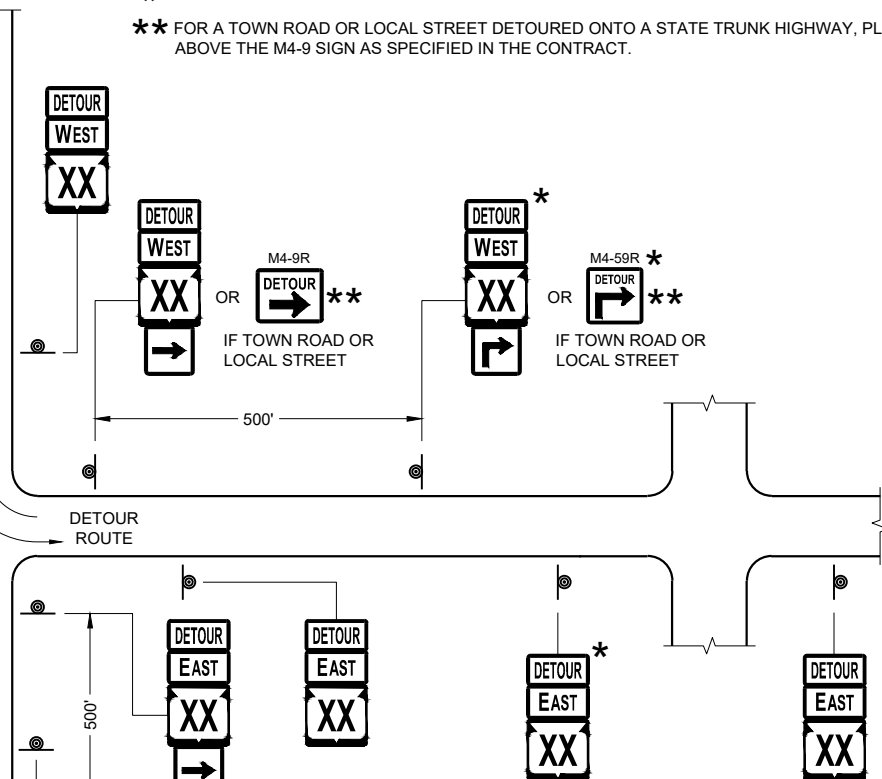 ** FOR A TOWN ROAD OR LOCAL STREET DETOURED ONTO A STATE TRUNK HIGHWAY,
ABOVE THE M4-9 SIGN AS SPECIFIED IN THE CONTRACT.
DETOUR
WEST
XX
DETOUR
WEST
XX
OR
M4-9R
DETOUR
**
IF TOWN ROAD OR
LOCAL STREET
DETOUR
*
WEST
XX
OR
M4-59R *
DETOUR
**
IF TOWN ROAD OR
LOCAL STREET
500'
DETOUR
ROUTE
500'
DETOUR
EAST
XX
DETOUR
EAST
XX
DETOUR
*
EAST
XX
DETOUR
EAST
XX